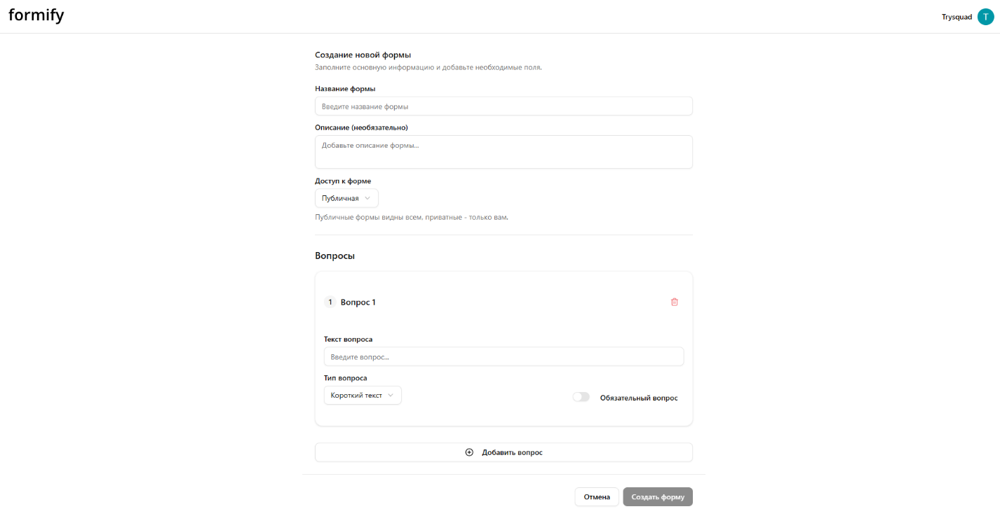 formify
Trysquad
T
Создание новой формы
Заполните основную информацию и добавьте необходимые поля.
Название формы
Введите название формы
Описание (необязательно)
Добавьте описание формы...
Доступ к форме
Публичная
Публичные формы видны всем, приватные - только вам.
Вопросы
1 Вопрос 1
Текст вопроса
Введите вопрос...
Тип вопроса
Короткий текст
Обязательный вопрос
Добавить вопрос
Отмена
Создать форму